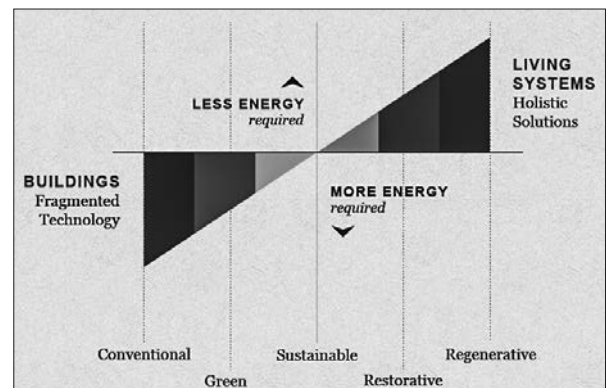 LESS ENERGY
required
LIVING
SYSTEMS
Holistic
Solutions
BUILDINGS
Fragmented
Technology
MORE ENERGY
required
Conventional
Sustainable
Regenerative
Green
Restorative